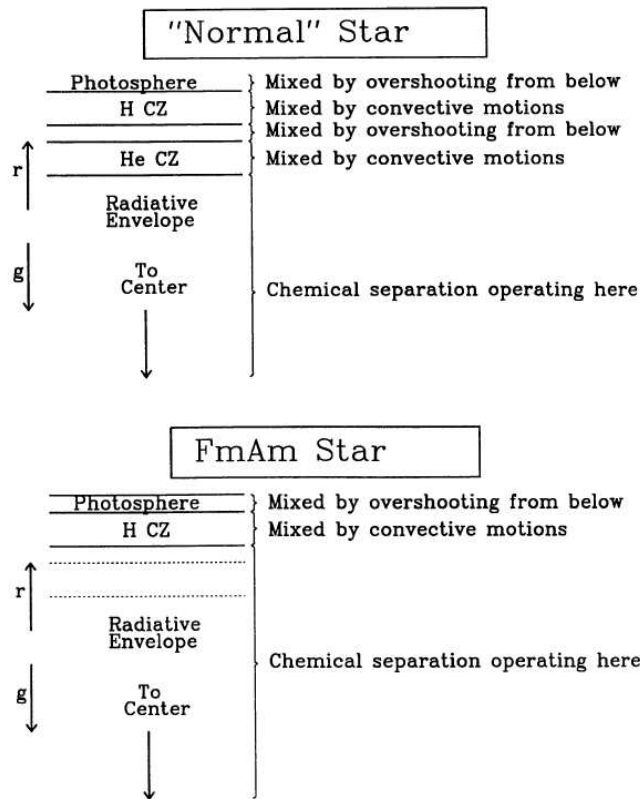 "Normal" Star
Photosphere
Mixed by overshooting from below
H CZ
Mixed by convective motions
Mixed by overshooting from below
He CZ
Mixed by convective motions
r
Radiative
Envelope
g
To
Center
Chemical separation operating here
FmAm Star
Photosphere
Mixed by overshooting from below
H CZ
Mixed by convective motions
r
Radiative
Envelope
Chemical separation operating here
g
To
Center